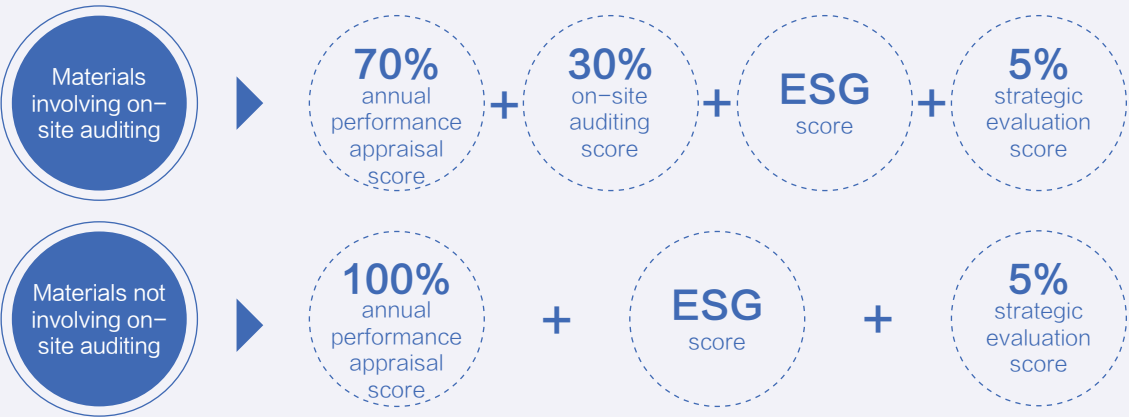 Materials
involving on-
site auditing
70%
annual
performance
appraisal
score
+
30%
on-site
auditing
score
+
ESG
score
+
5%
strategic
evaluation
score
Materials not
involving on-
site auditing
100%
annual
performance
appraisal
score
+
ESG
score
+
5%
strategic
evaluation
score